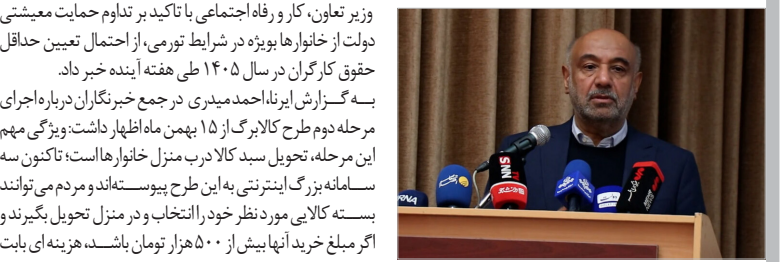 وزیر تعاون، کار و رفاه اجتماعی با تاکید بر تداوم حمایت معیشتی
دولت از خانوارها بویژه در شرایط تورمی، از احتمال تعیین حداقل
حقوق کارگران در سال ۱۴۰۵ طی هفته آینده خبر داد.
به گزارش ایرنا، احمد میدری در جمع خبرنگاران درباره اجرای
مرحله دوم طرح کالابرگ از ۱۵ بهمن ماه اظهار داشت: ویژگی مهم
این مرحله، تحویل سبد کالا درب منزل خانوارها است؛ تاکنون سه
سامانه بزرگ اینترنتی به این طرح پیوسته‌اند و مردم می‌توانند
بسته کالایی مورد نظر خود را انتخاب و در منزل تحویل بگیرند و
اگر مبلغ خرید آنها بیش از ۵۰۰ هزار تومان باشد، هزینه ای بابت
RNA
SNN